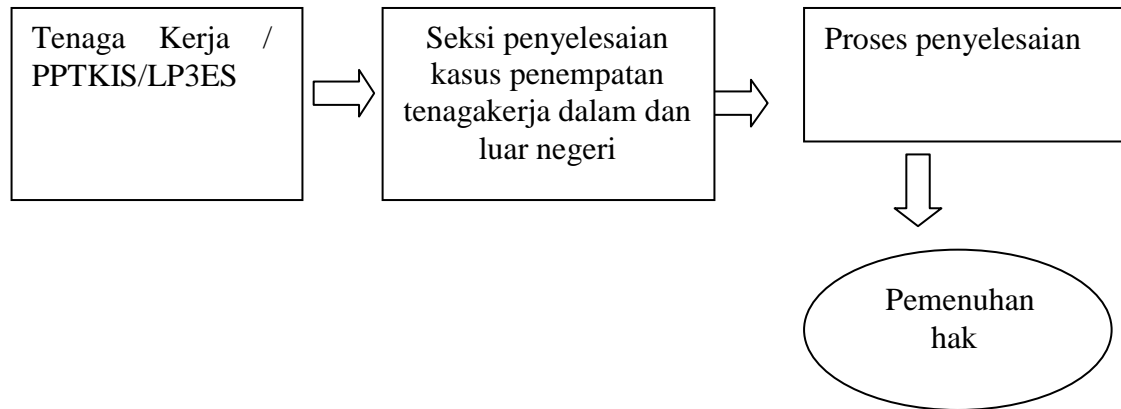 Tenaga Kerja /
PPTKIS/LP3ES
Seksi penyelesaian
kasus penempatan
tenagakerja dalam dan
luar negeri
Proses penyelesaian
Pemenuhan
hak